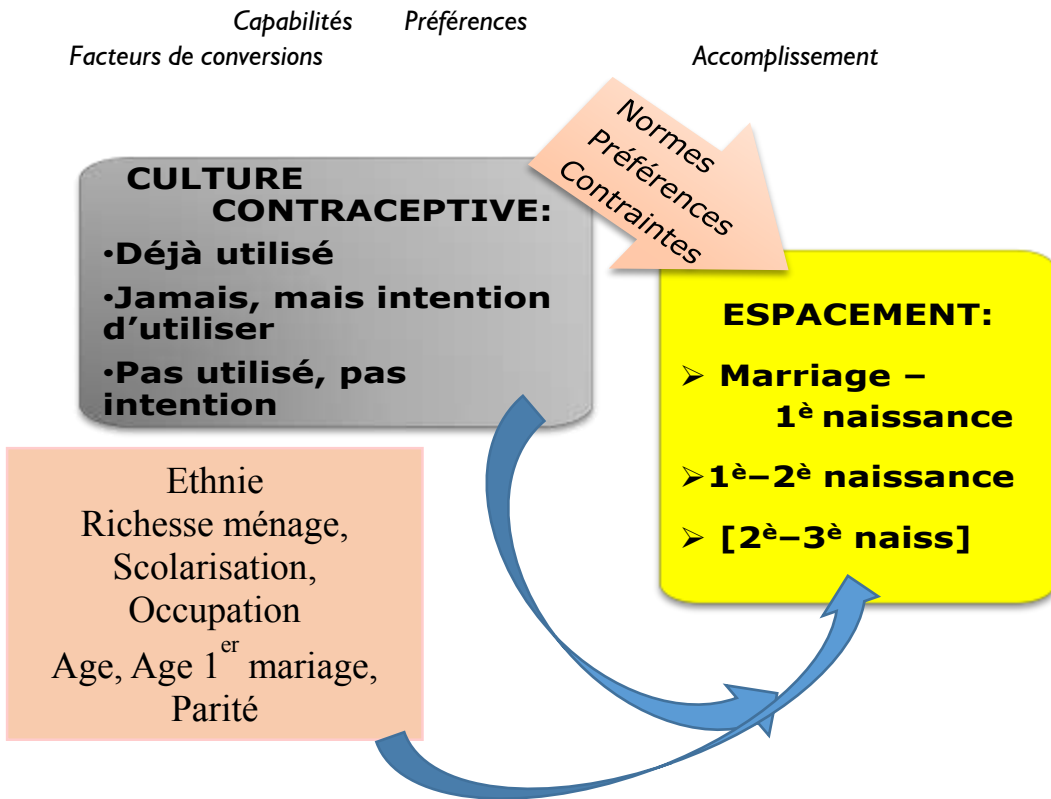 Capabilités Préférences
Facteurs de conversions
Accomplissement
Normes
Préférences
Contraintes
CULTURE
CONTRACEPTIVE:
•Déjà utilisé
•Jamais, mais intention
d’utiliser
•Pas utilisé, pas
intention
ESPACEMENT:
➢ Marriage –
1è naissance
➢1è–2è naissance
➢ [2è–3è naiss]
Ethnie
Richesse ménage,
Scolarisation,
Occupation
Age, Age 1er mariage,
Parité